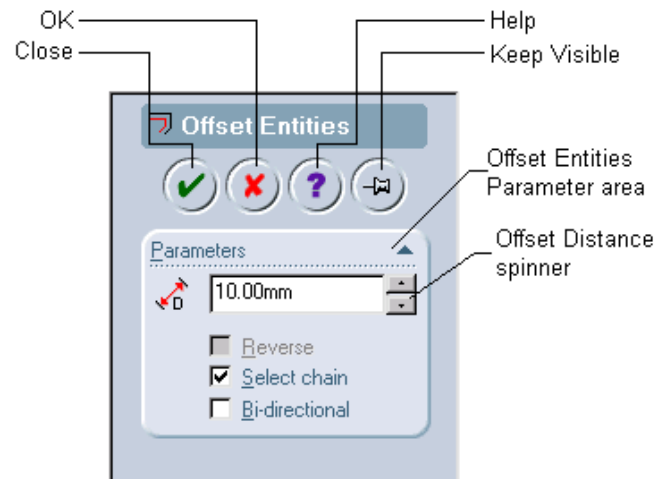 OK
Close
Help
Keep Visible
Offset Entities
?
Offset Entities
Parameter area
Parameters
Offset Distance
spinner
D
10.00mm
Reverse
Select chain
Bi-directional